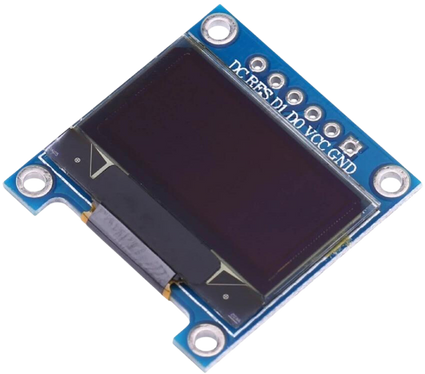 DC RES D1 D0 VCC GND